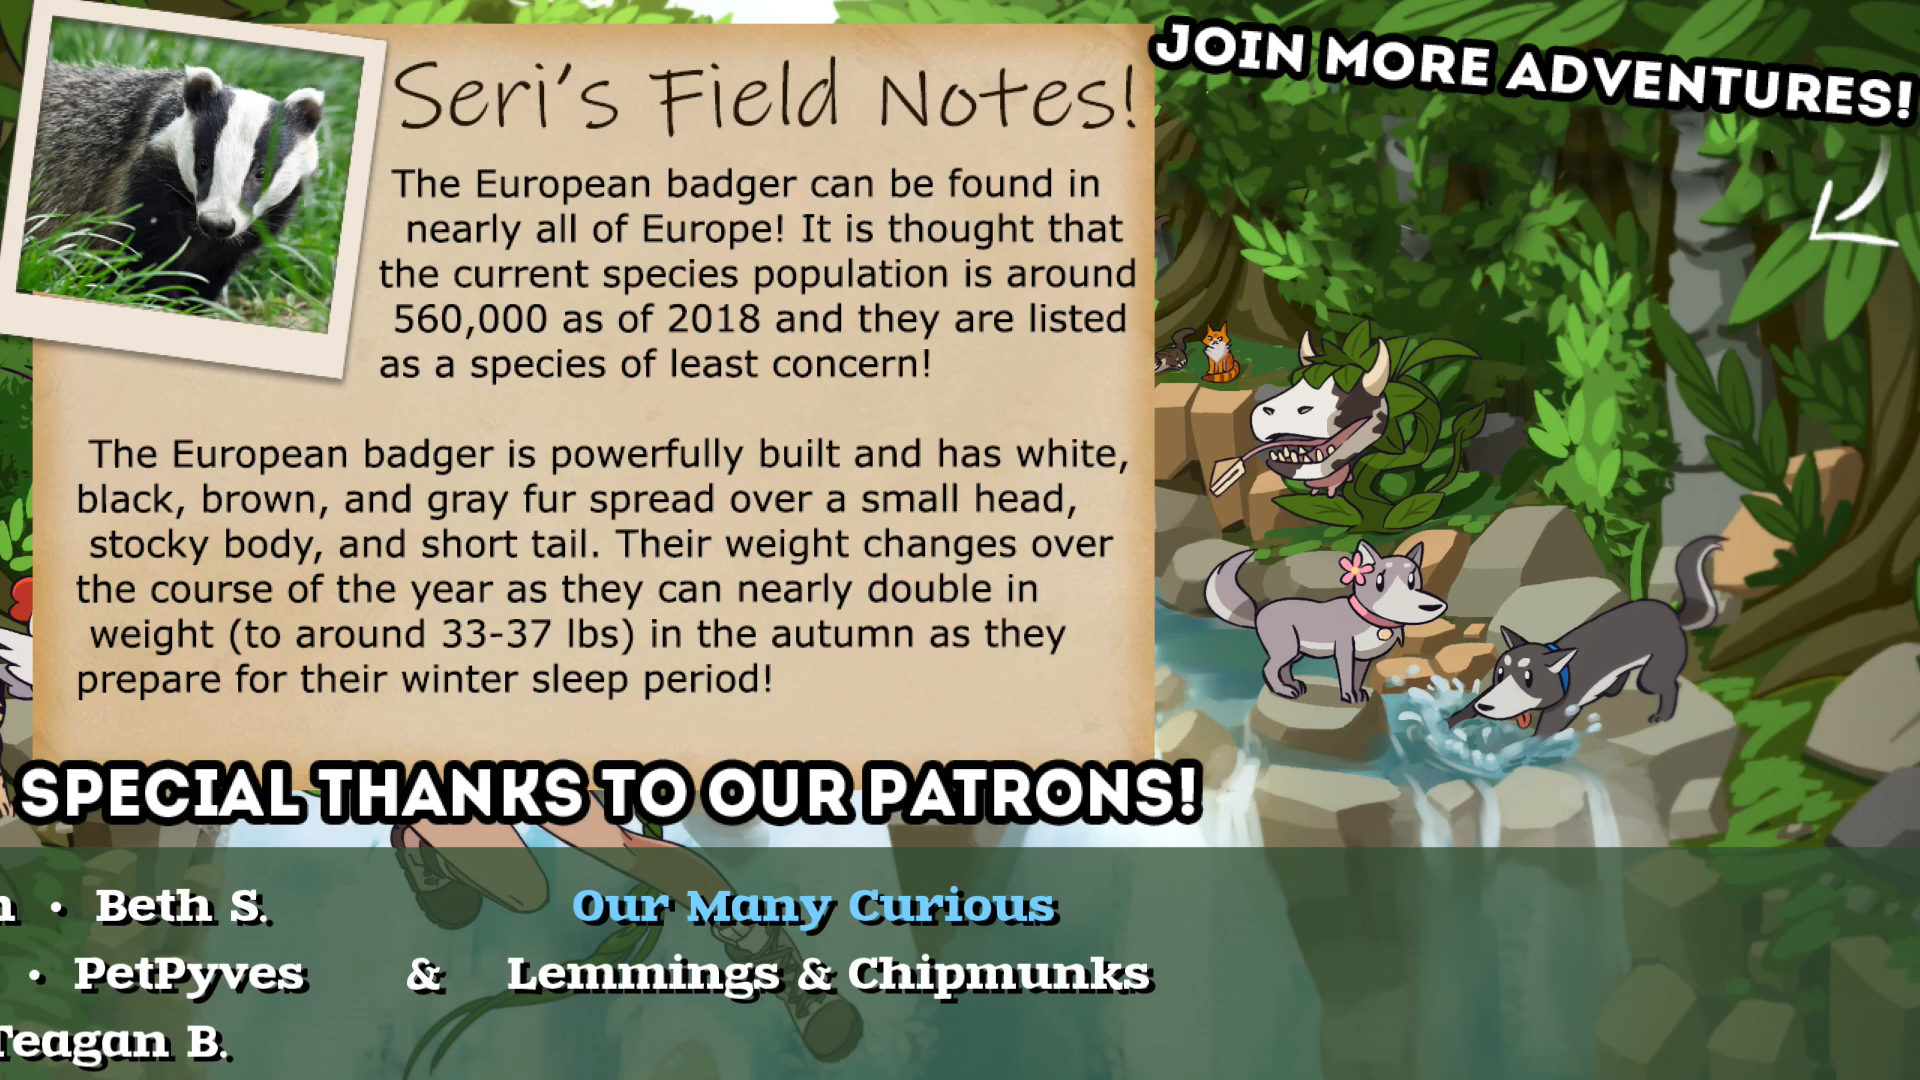 Seri's Field Notes!
JOIN MORE ADVENTURES!
The European badger can be found in
nearly all of Europe! It is thought that
the current species population is around
560,000 as of 2018 and they are listed
as a species of least concern!
The European badger is powerfully built and has white,
black, brown, and gray fur spread over a small head,
stocky body, and short tail. Their weight changes over
the course of the year as they can nearly double in
weight (to around 33-37 lbs) in the autumn as they
prepare for their winter sleep period!
SPECIAL THANKS TO OUR PATRONS!
· Beth S. Our Many Curious
· PetPyves & Lemmings & Chipmunks
Teagan B.